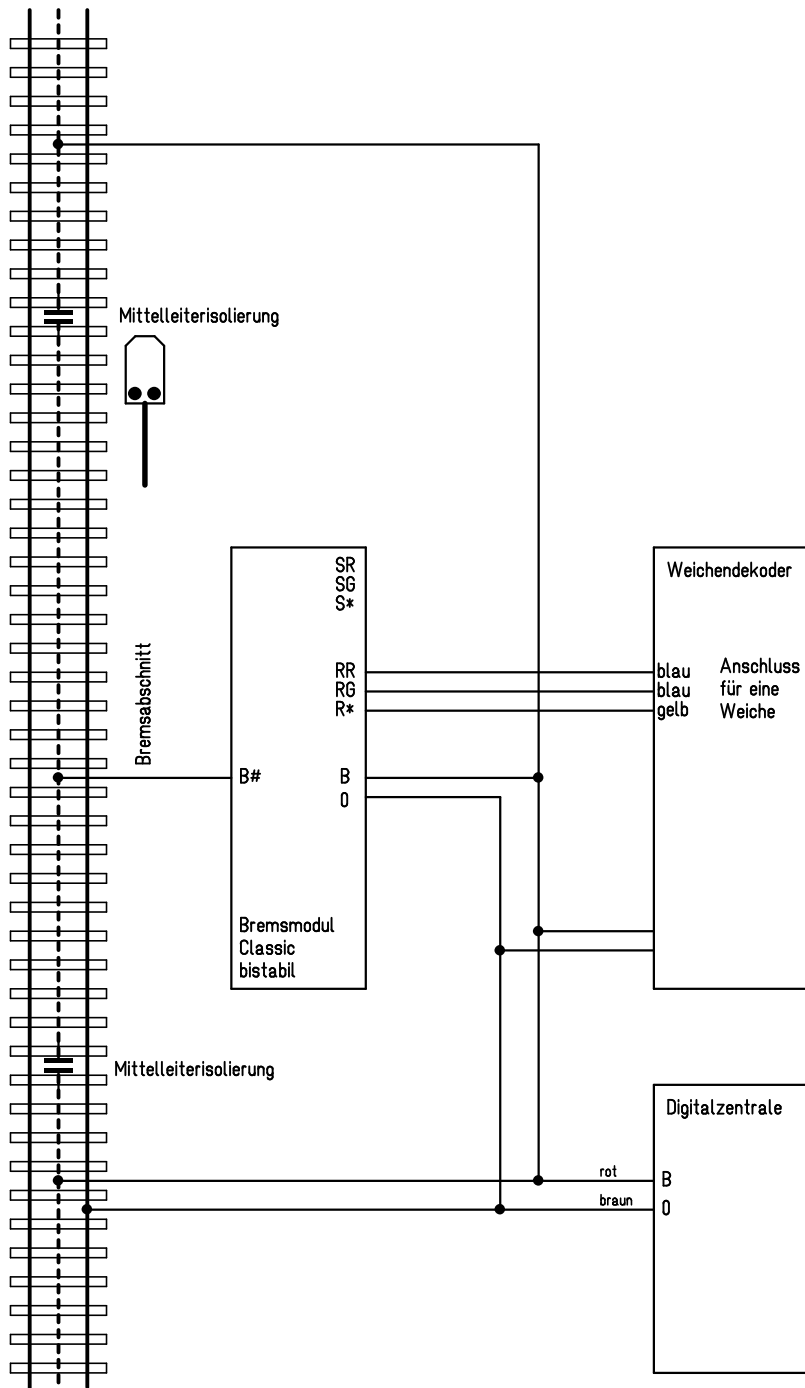 Mittelleiterisolierung
SR
SG
S*
RR
RG
R*
B#
B
0
Bremsmodul
Classic
bistabil
Bremsabschnitt
Weichendekoder
blau
blau
gelb
Anschluss
für eine
Weiche
Mittelleiterisolierung
Digitalzentrale
rot
B
braun
0